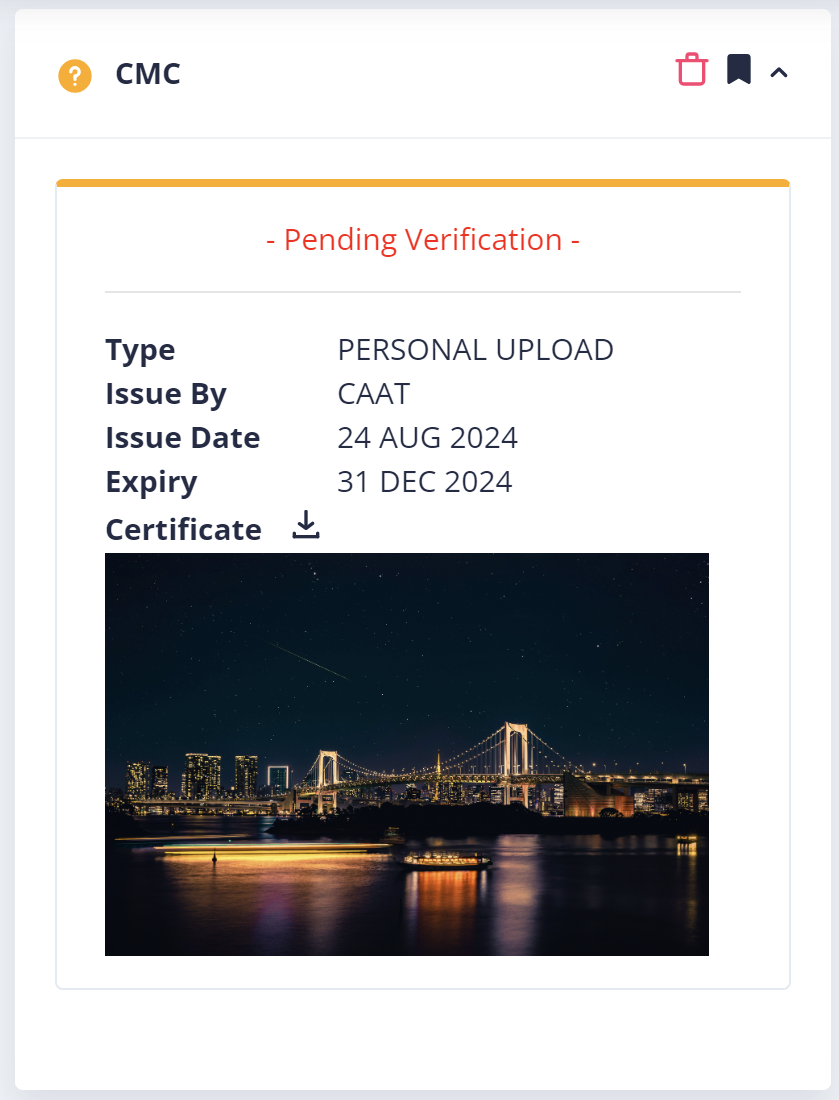 CMC
- Pending Verification -
Type PERSONAL UPLOAD
Issue By CAAT
Issue Date 24 AUG 2024
Expiry 31 DEC 2024
Certificate